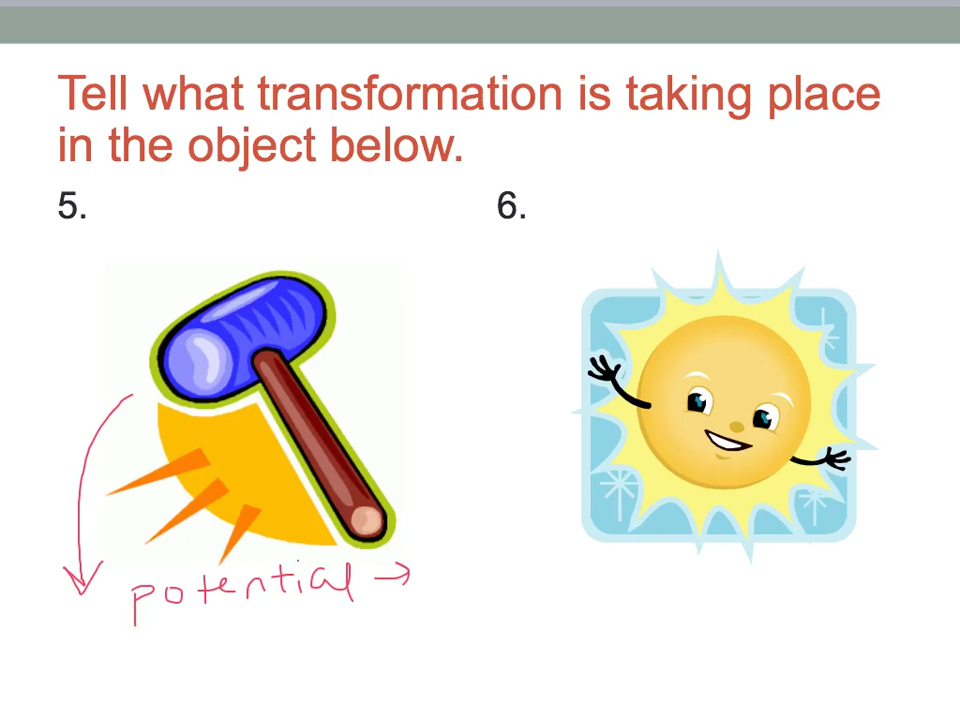 Tell what transformation is taking place
in the object below.
5.
6.
potential →